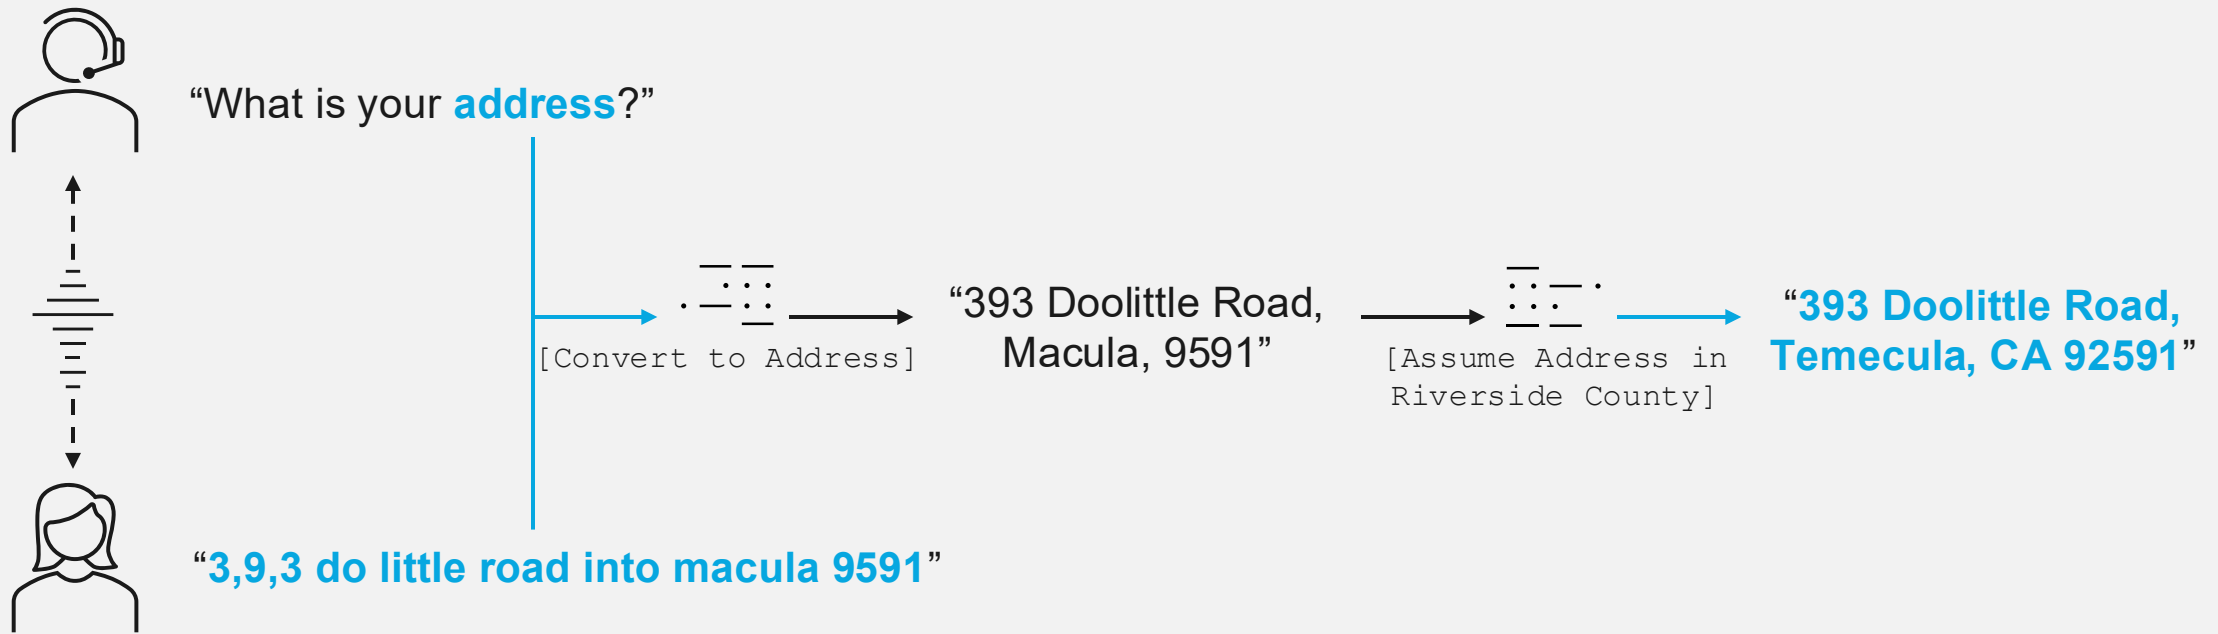 “What is your address?”
[Convert to Address]
“393 Doolittle Road,
Macula, 9591”
[Assume Address in
Riverside County]
“393 Doolittle Road,
Temecula, CA 92591”
“3,9,3 do little road into macula 9591”